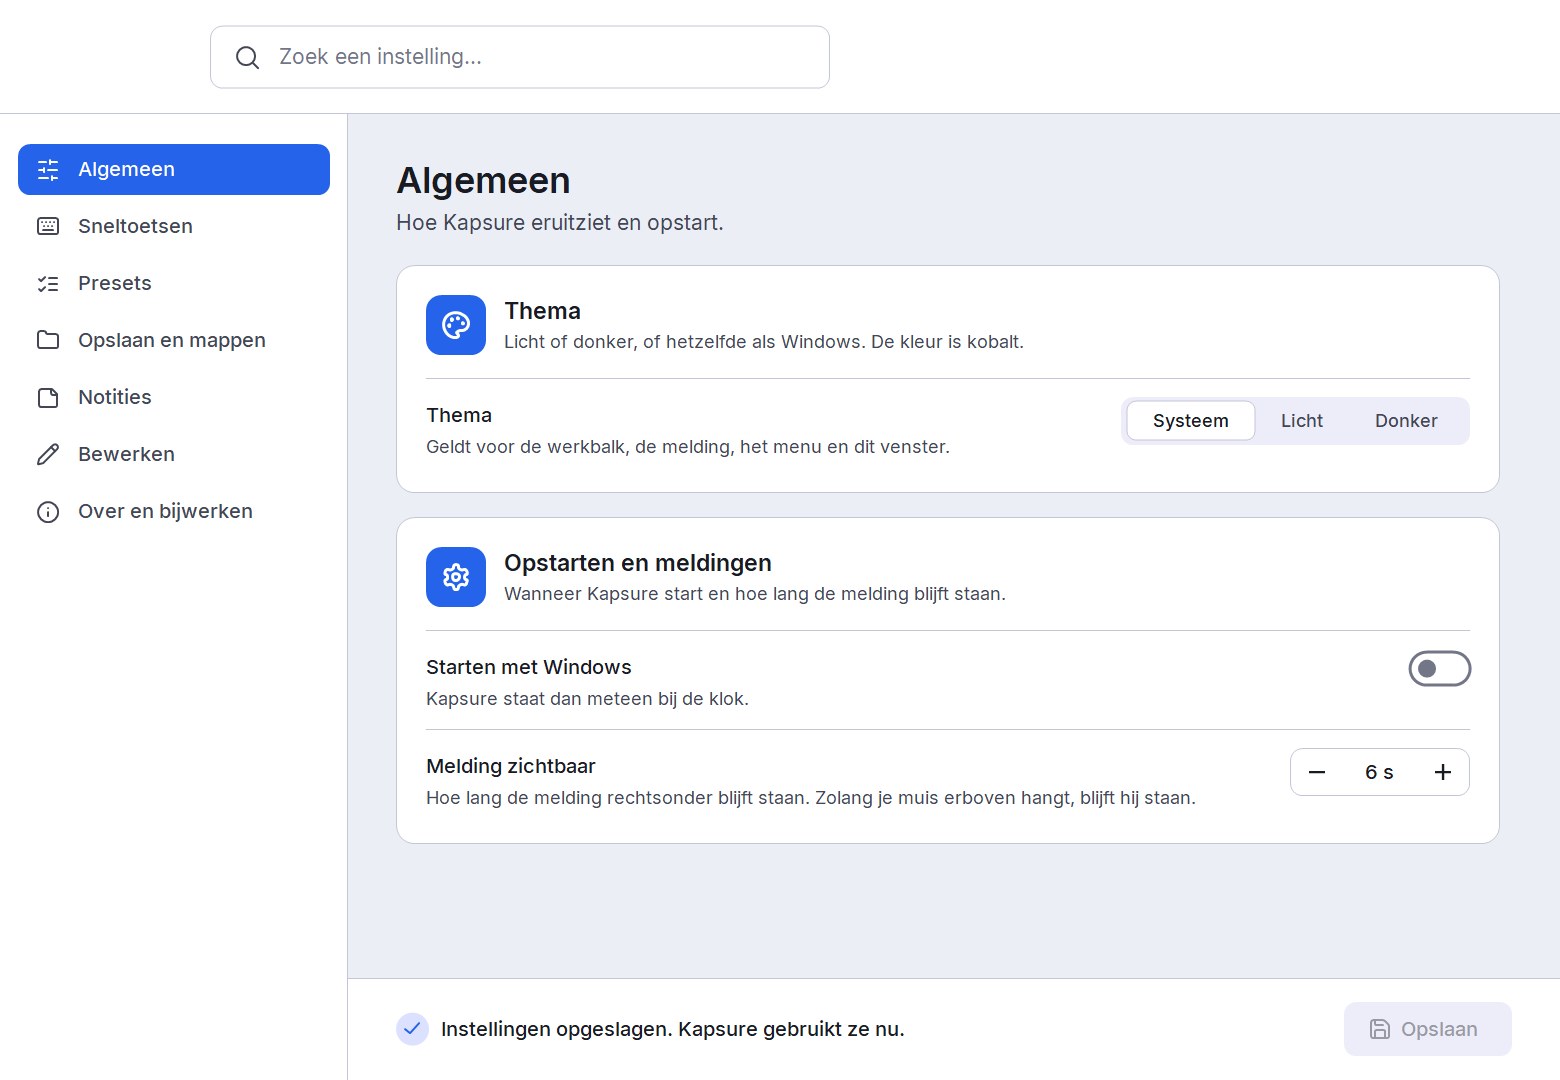 Zoek een instelling...
Algemeen
Sneltoetsen
Presets
Opslaan en mappen
Notities
Bewerken
Over en bijwerken
Algemeen
Hoe Kapsure eruitziet en opstart.
Thema
Licht of donker, of hetzelfde als Windows. De kleur is kobalt.
Thema
Geldt voor de werkbalk, de melding, het menu en dit venster.
Systeem Licht Donker
Opstarten en meldingen
Wanneer Kapsure start en hoe lang de melding blijft staan.
Starten met Windows
Kapsure staat dan meteen bij de klok.
Melding zichtbaar
Hoe lang de melding rechtsonder blijft staan. Zolang je muis erboven hangt, blijft hij staan.
− 6 s +
Instellingen opgeslagen. Kapsure gebruikt ze nu.
Opslaan